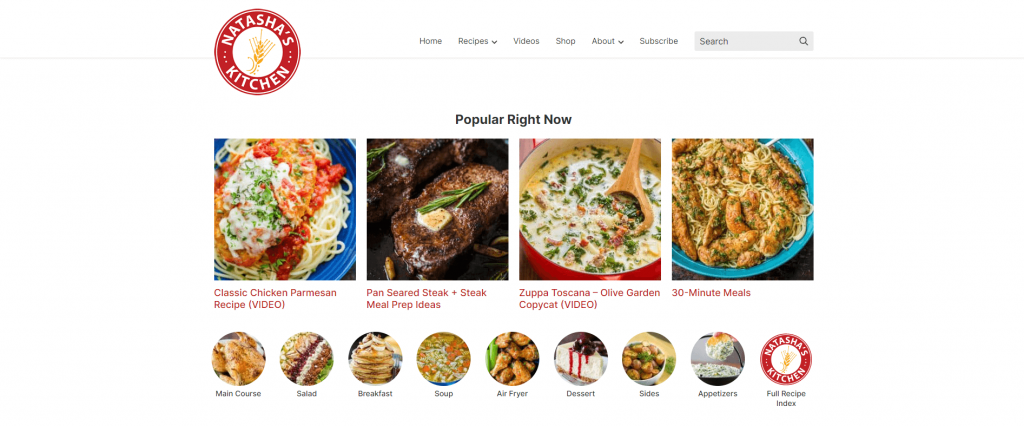 NATASHA'S
KITCHEN
Home Recipes Videos Shop About Subscribe Search
Popular Right Now
Classic Chicken Parmesan
Recipe (VIDEO)
Pan Seared Steak + Steak
Meal Prep Ideas
Zuppa Toscana – Olive Garden
Copycat (VIDEO)
30-Minute Meals
Main Course
Salad
Breakfast
Soup
Air Fryer
Dessert
Sides
Appetizers
NATASHA'S
KITCHEN
Full Recipe
Index